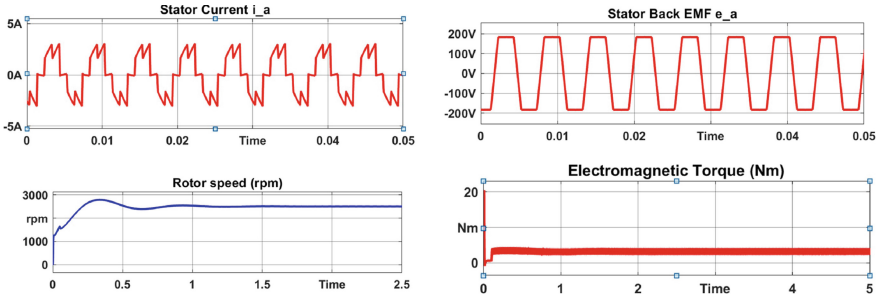 Stator Current i_a
5A
0A
-5A
0 0.01 0.02 Time 0.04 0.05
Stator Back EMF e_a
200V
100V
0V
-100V
-200V
0 0.01 0.02 Time 0.04 0.05
Rotor speed (rpm)
3000
rpm
1000
0
0 0.5 1 1.5 Time 2.5
Electromagnetic Torque (Nm)
20
Nm
0
0 1 2 Time 4 5